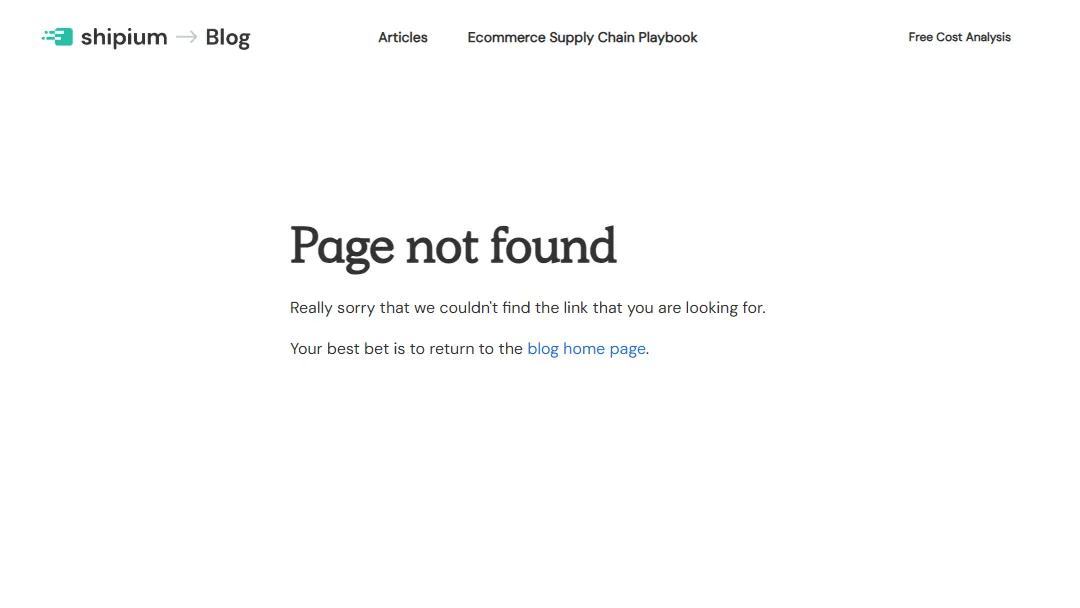 shipium → Blog
Articles
Ecommerce Supply Chain Playbook
Free Cost Analysis
Page not found
Really sorry that we couldn't find the link that you are looking for.
Your best bet is to return to the blog home page.